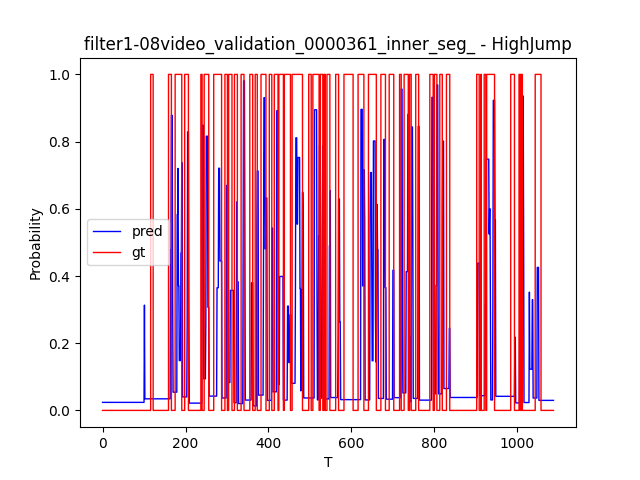 filter1-08video_validation_0000361_inner_seg_ - HighJump
1.0
0.8
0.6
0.4
0.2
0.0
Probability
pred
gt
0 200 400 600 800 1000
T